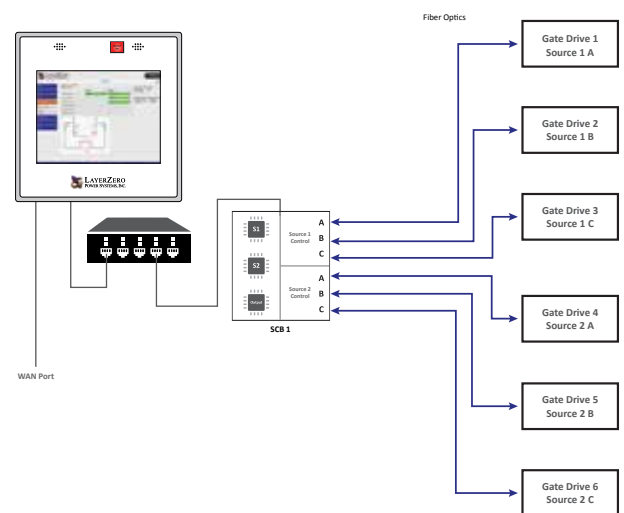 Fiber Optics
Gate Drive 1
Source 1 A
Gate Drive 2
Source 1 B
LAYERZERO
POWER SYSTEMS, INC.
Gate Drive 3
Source 1 C
S1
S2
Output
Source 1
Control
A
B
C
Source 2
Control
A
B
C
SCB 1
Gate Drive 4
Source 2 A
WAN Port
Gate Drive 5
Source 2 B
Gate Drive 6
Source 2 C